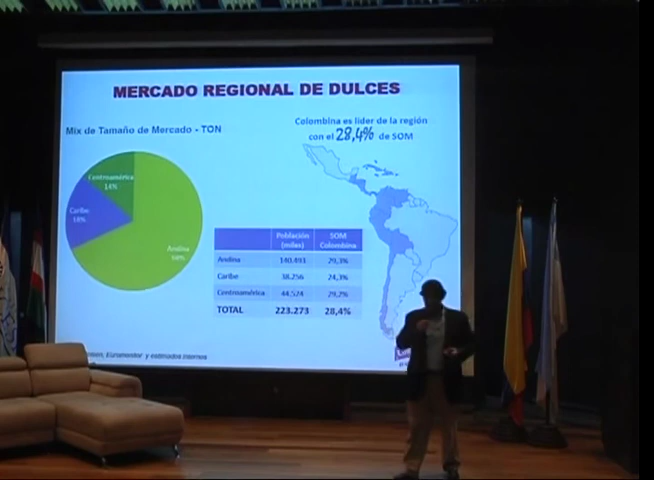 MERCADO REGIONAL DE DULCES
Mix de Tamaño de Mercado - TON
Colombina es líder de la región
con el 28,4% de SOM
Centroamérica
14%
Caribe
18%
Andina
68%
Población (miles) SOM Colombina
Andina 140.493 29,3%
Caribe 38.256 24,3%
Centroamérica 44.524 29,2%
TOTAL 223.273 28,4%
Euromonitor y estimados internos